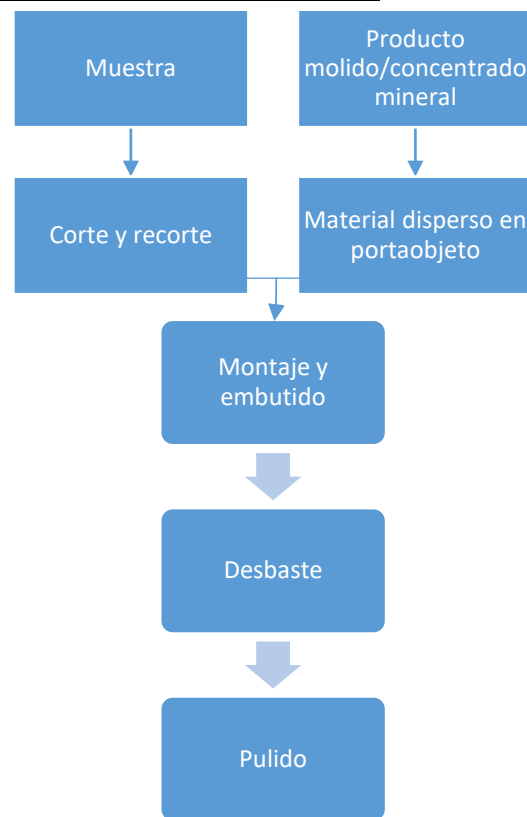 Muestra
Producto
molido/concentrado
mineral
Corte y recorte
Material disperso en
portaobjeto
Montaje y
embutido
Desbaste
Pulido